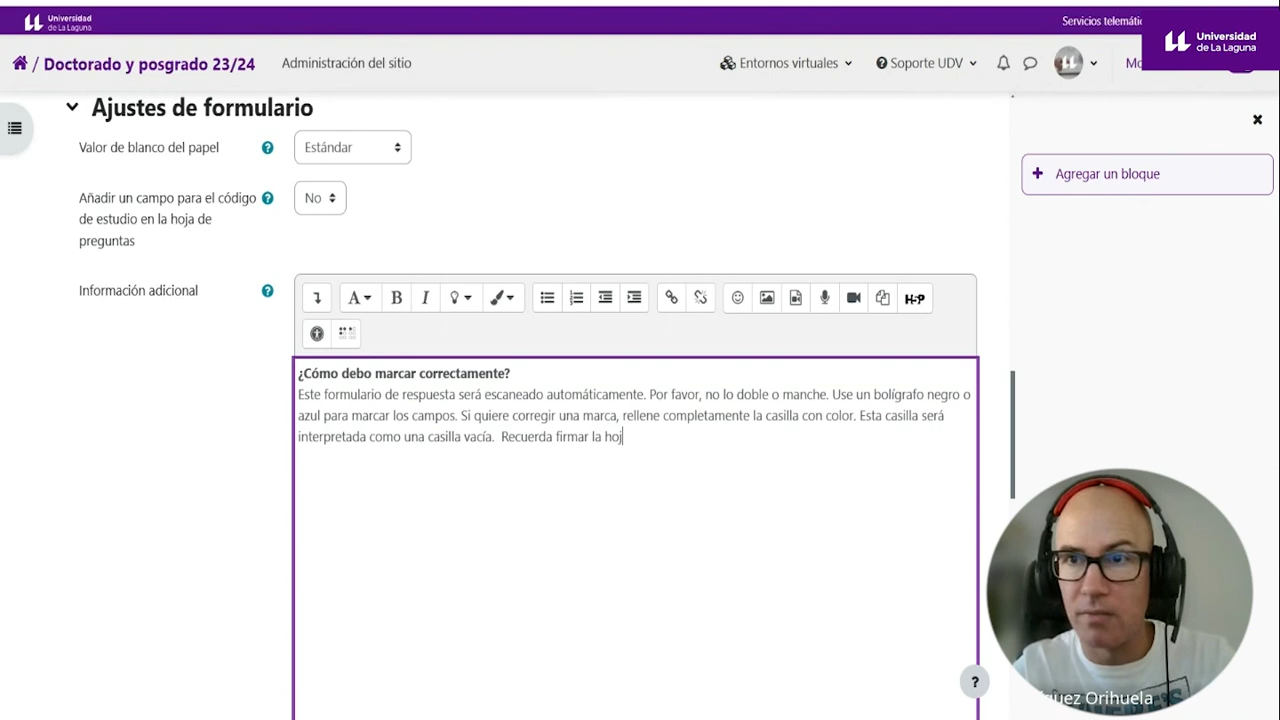 Universidad
de La Laguna
Servicios telemátic
Universidad
de La Laguna
/ Doctorado y posgrado 23/24
Administración del sitio
Entornos virtuales
Soporte UDV
Mo
Ajustes de formulario
Valor de blanco del papel
Estándar
Añadir un campo para el código
de estudio en la hoja de
preguntas
No
Agregar un bloque
Información adicional
A
B
I
H-P
¿Cómo debo marcar correctamente?
Este formulario de respuesta será escaneado automáticamente. Por favor, no lo doble o manche. Use un bolígrafo negro o
azul para marcar los campos. Si quiere corregir una marca, rellene completamente la casilla con color. Esta casilla será
interpretada como una casilla vacía. Recuerda firmar la hoj
?
guez Orihuela